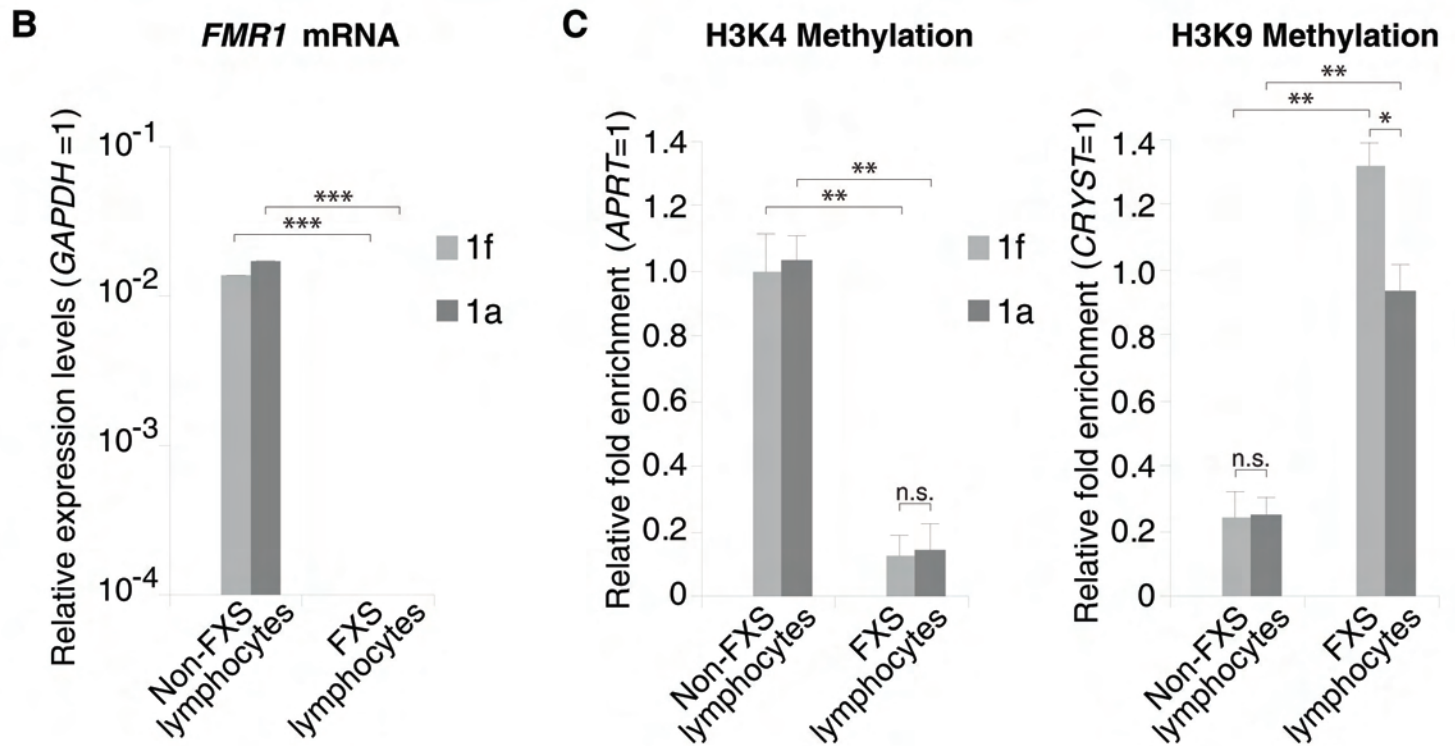 B
FMR1 mRNA
Relative expression levels (GAPDH =1)
10-1
10-2
10-3
10-4
***
***
1f
1a
Non-FXS
lymphocytes
FXS
lymphocytes
C
H3K4 Methylation
Relative fold enrichment (APRT=1)
1.4
1.2
1.0
0.8
0.6
0.4
0.2
0
**
**
n.s.
1f
1a
Non-FXS
lymphocytes
FXS
lymphocytes
H3K9 Methylation
Relative fold enrichment (CRYST=1)
1.4
1.2
1.0
0.8
0.6
0.4
0.2
0
**
**
*
n.s.
Non-FXS
lymphocytes
FXS
lymphocytes